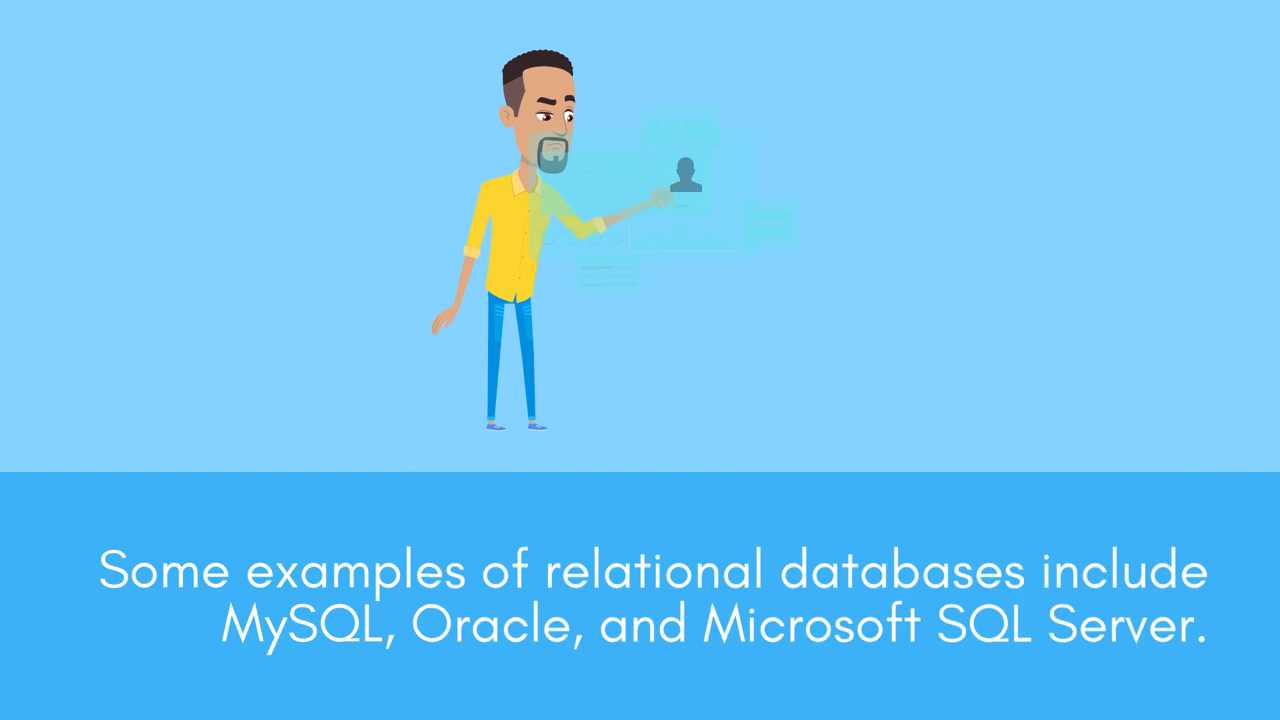 Some examples of relational databases include
MySQL, Oracle, and Microsoft SQL Server.